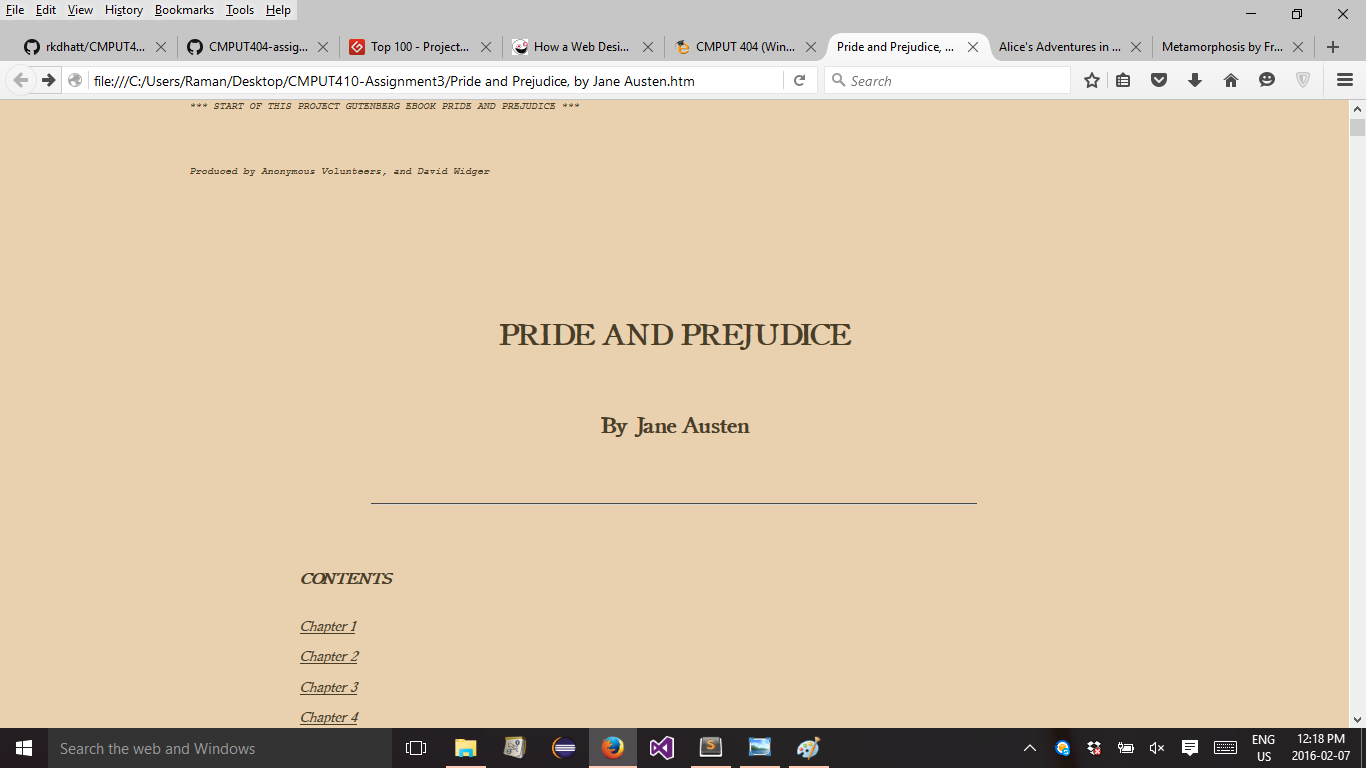 File Edit View History Bookmarks Tools Help
rkdhatt/CMPUT4... CMPUT404-assig... Top 100 - Project... How a Web Desi... CMPUT 404 (Win... Pride and Prejudice, ... Alice's Adventures in ... Metamorphosis by Fr...
file:///C:/Users/Raman/Desktop/CMPUT410-Assignment3/Pride and Prejudice, by Jane Austen.htm Search
*** START OF THIS PROJECT GUTENBERG EBOOK PRIDE AND PREJUDICE ***
Produced by Anonymous Volunteers, and David Widger
PRIDE AND PREJUDICE
By Jane Austen
CONTENTS
Chapter 1
Chapter 2
Chapter 3
Chapter 4
Search the web and Windows
ENG
US
12:18 PM
2016-02-07